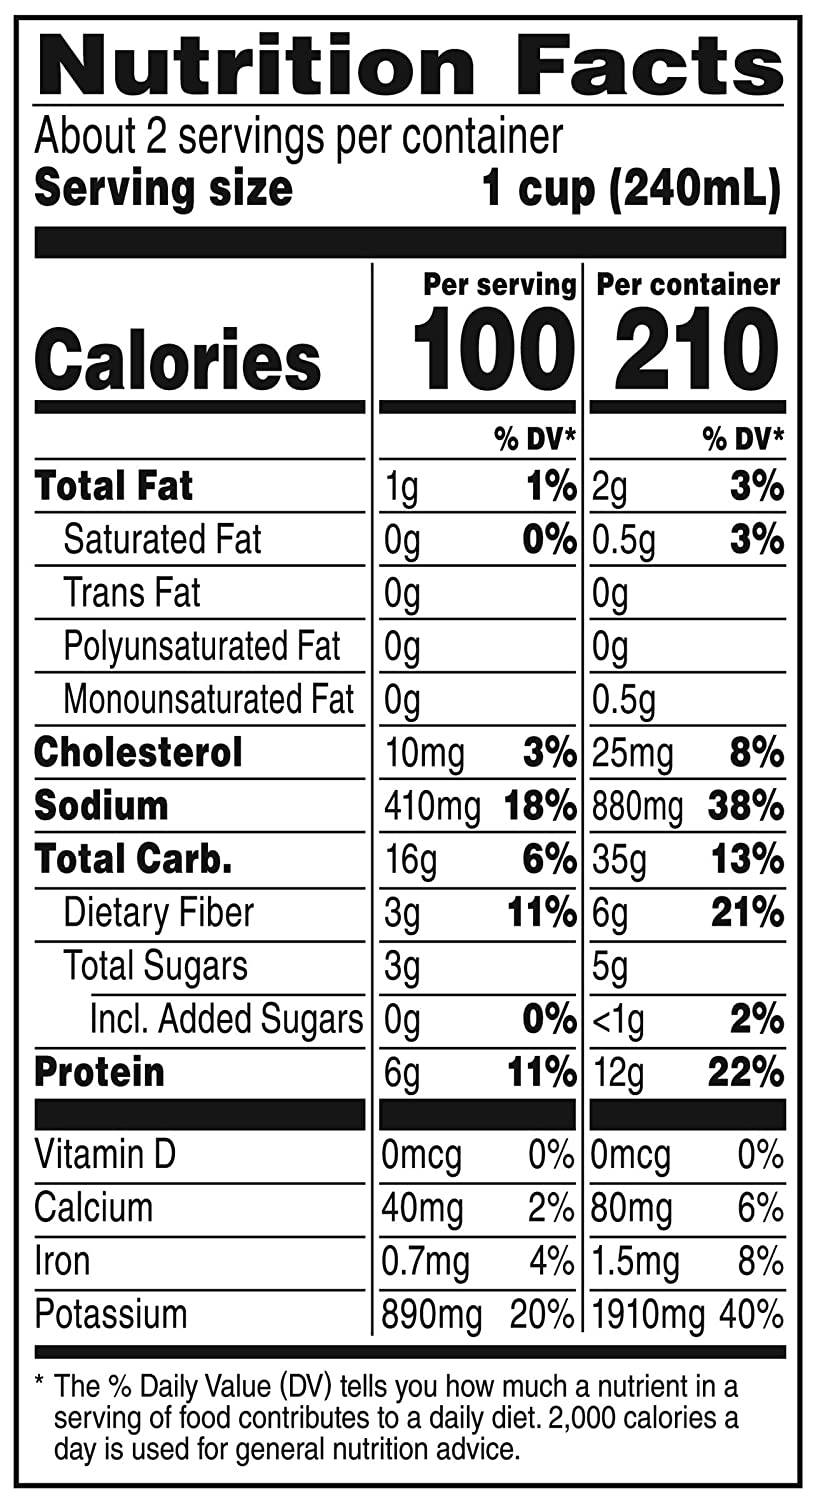 Nutrition Facts
About 2 servings per container
Serving size 1 cup (240mL)
Per serving Per container
Calories 100 210
% DV* % DV*
Total Fat 1g 1% 2g 3%
Saturated Fat 0g 0% 0.5g 3%
Trans Fat 0g 0g
Polyunsaturated Fat 0g 0g
Monounsaturated Fat 0g 0.5g
Cholesterol 10mg 3% 25mg 8%
Sodium 410mg 18% 880mg 38%
Total Carb. 16g 6% 35g 13%
Dietary Fiber 3g 11% 6g 21%
Total Sugars 3g 5g
Incl. Added Sugars 0g 0% <1g 2%
Protein 6g 11% 12g 22%
Vitamin D 0mcg 0% 0mcg 0%
Calcium 40mg 2% 80mg 6%
Iron 0.7mg 4% 1.5mg 8%
Potassium 890mg 20% 1910mg 40%
* The % Daily Value (DV) tells you how much a nutrient in a
serving of food contributes to a daily diet. 2,000 calories a
day is used for general nutrition advice.